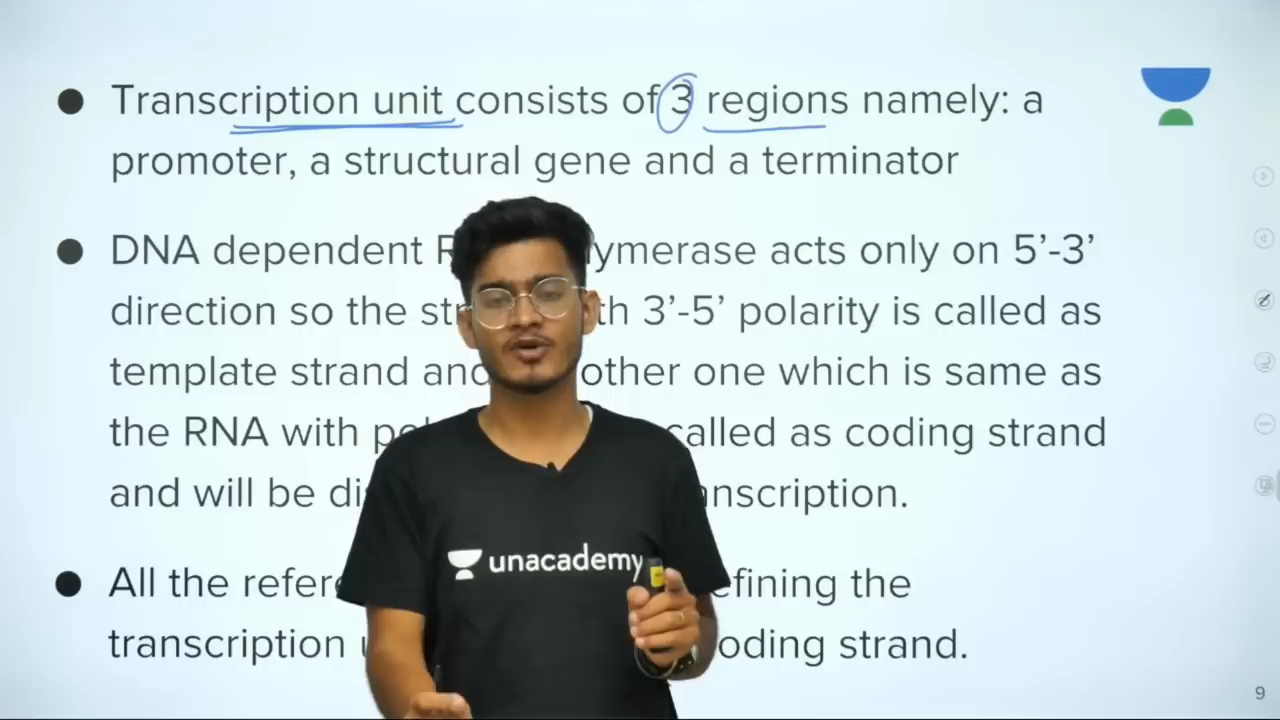 Transcription unit consists of 3 regions namely: a
promoter, a structural gene and a terminator
DNA dependent R ymerase acts only on 5’-3’
direction so the st th 3’-5’ polarity is called as
template strand and other one which is same as
the RNA with po called as coding strand
and will be di nscription.
All the refer efining the
transcription oding strand.
unacademy
9